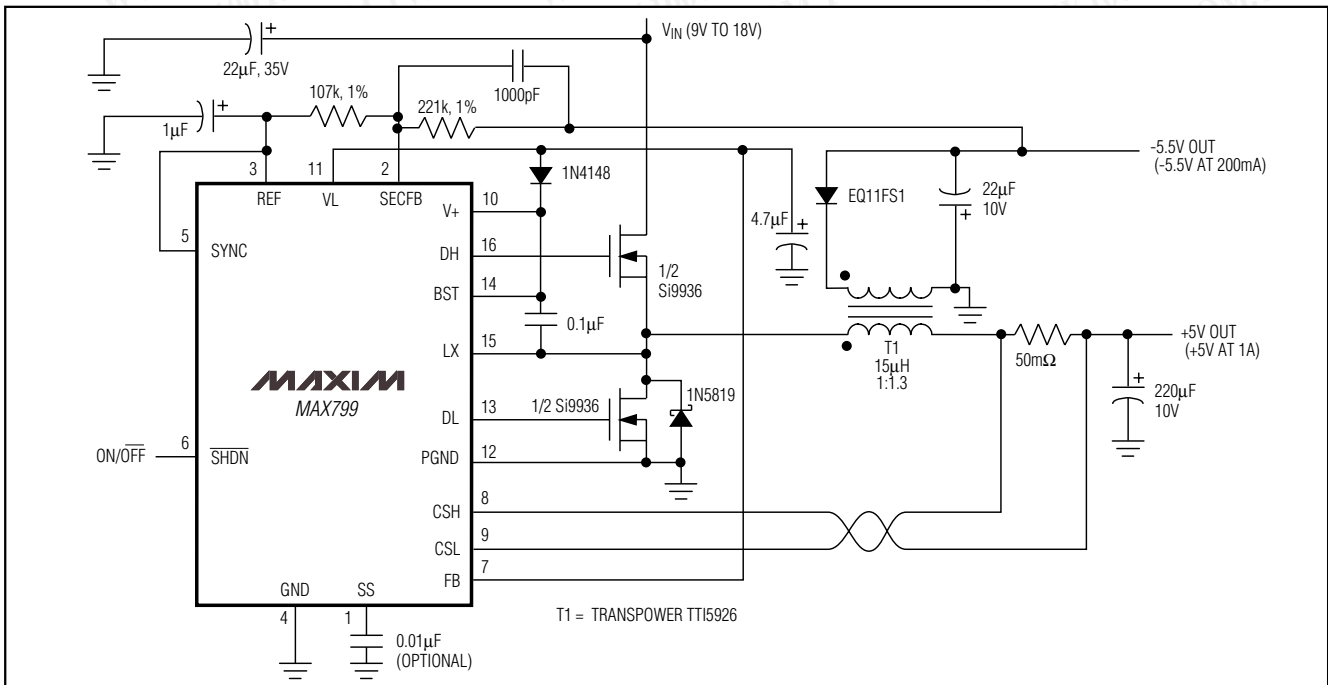 VIN (9V TO 18V)
22µF, 35V
107k, 1%
1000pF
221k, 1%
1µF
-5.5V OUT
(-5.5V AT 200mA)
3
11
2
1N4148
EQ11FS1
22µF
10V
REF
VL
SECFB
10
V+
4.7µF
5
SYNC
16
DH
1/2
Si9936
14
BST
0.1µF
15
LX
+5V OUT
(+5V AT 1A)
T1
15µH
1:1.3
50mΩ
MAXIM
MAX799
1N5819
220µF
10V
13
DL
1/2 Si9936
6
ON/OFF
SHDN
12
PGND
8
CSH
9
CSL
7
FB
GND
SS
T1 = TRANSPOWER TTI5926
4
1
0.01µF
(OPTIONAL)